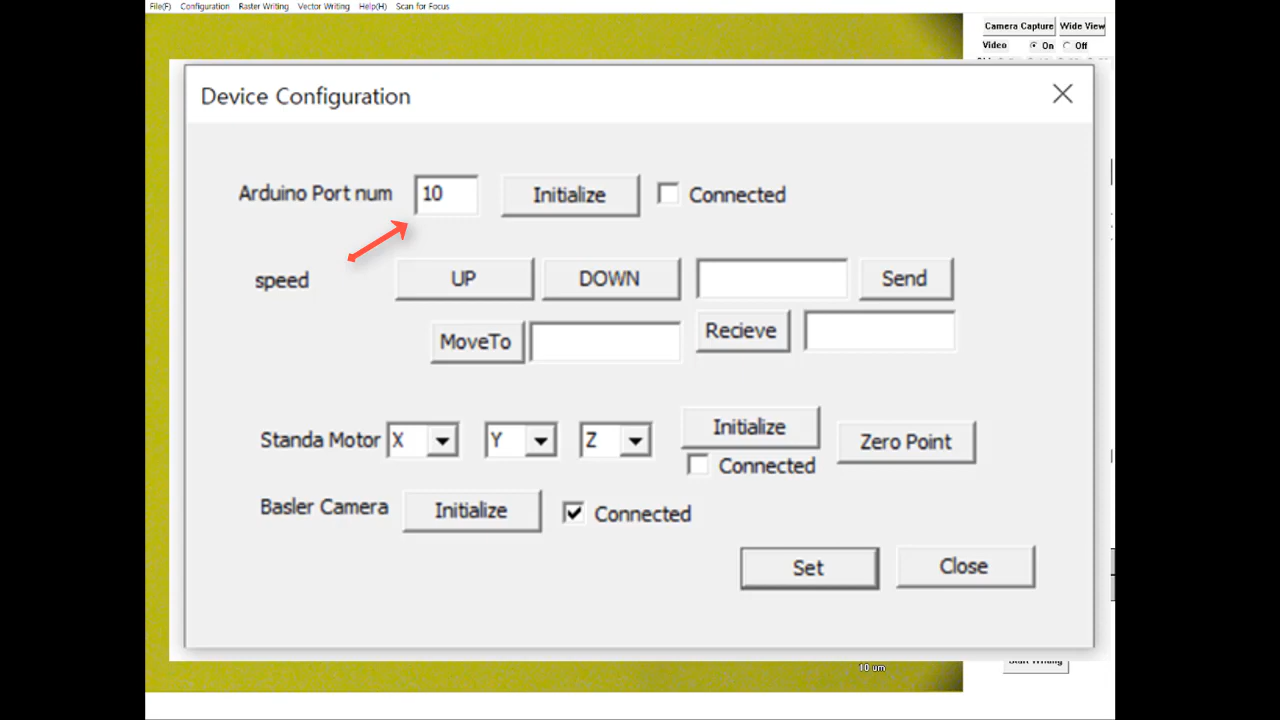 File(F) Configuration Raster Writing Vector Writing Help(H) Scan for Focus
Camera Capture Wide View
Video On Off
Device Configuration
Arduino Port num 10 Initialize Connected
speed UP DOWN Send
MoveTo Recieve
Standa Motor X Y Z Initialize Zero Point
Connected
Basler Camera Initialize Connected
Set Close
10 um
Start Writing